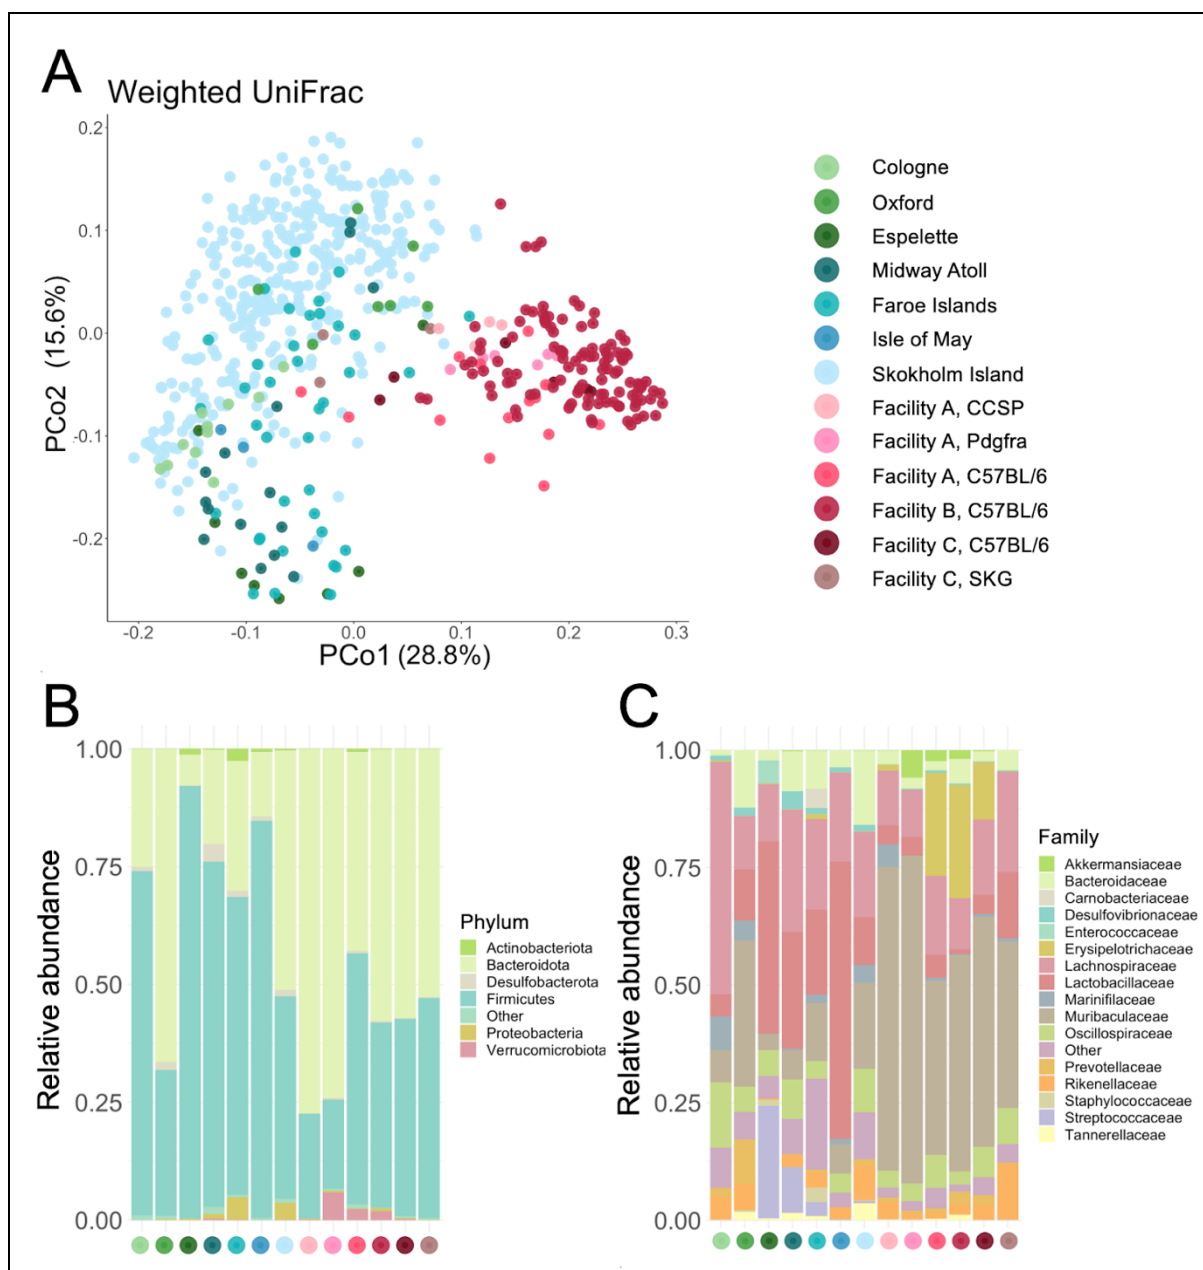 A
Weighted UniFrac
0.2
0.1
0.0
-0.1
-0.2
PCo2 (15.6%)
-0.2
-0.1
0.0
0.1
0.2
0.3
PCo1 (28.8%)
Cologne
Oxford
Espelette
Midway Atoll
Faroe Islands
Isle of May
Skokholm Island
Facility A, CCSP
Facility A, Pdgfra
Facility A, C57BL/6
Facility B, C57BL/6
Facility C, C57BL/6
Facility C, SKG
B
1.00
0.75
0.50
0.25
0.00
Relative abundance
Phylum
Actinobacteriota
Bacteroidota
Desulfobacterota
Firmicutes
Other
Proteobacteria
Verrucomicrobiota
C
1.00
0.75
0.50
0.25
0.00
Relative abundance
Family
Akkermansiaceae
Bacteroidaceae
Carnobacteriaceae
Desulfovibrionaceae
Enterococcaceae
Erysipelotrichaceae
Lachnospiraceae
Lactobacillaceae
Marinifilaceae
Muribaculaceae
Oscillospiraceae
Other
Prevotellaceae
Rikenellaceae
Staphylococcaceae
Streptococcaceae
Tannerellaceae